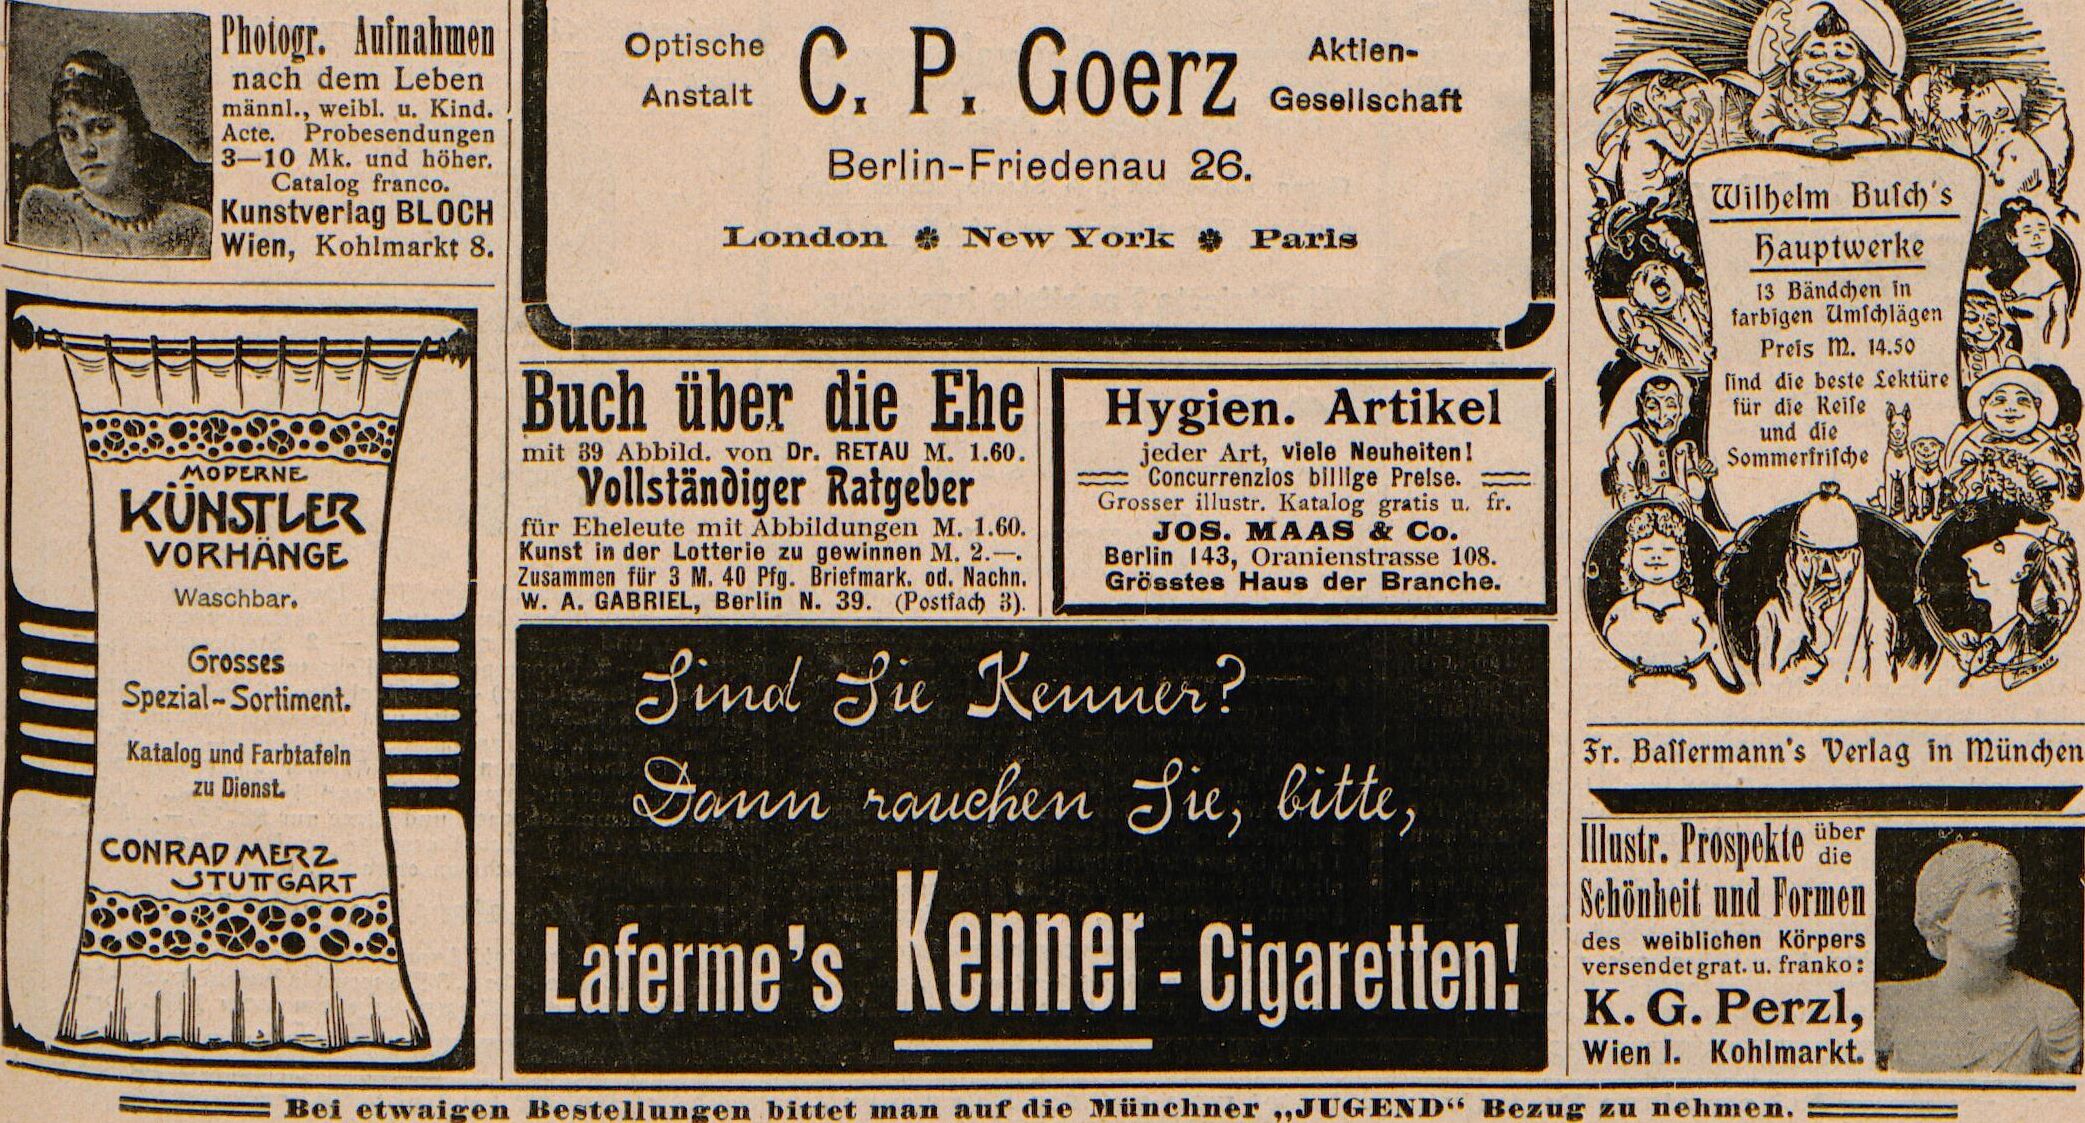 Photogr. Aufnahmen
nach dem Leben
männl., weibl. u. Kind.
Acte. Probesendungen
3—10 Mk. und höher.
Catalog franco.
Kunstverlag BLOCH
Wien, Kohlmarkt 8.
MODERNE
KÜNSTLER
VORHÄNGE
Waschbar.
Grosses
Spezial-Sortiment.
Katalog und Farbtafeln
zu Dienst.
CONRAD MERZ
STUTTGART
Optische Anstalt C. P. Goerz Aktien-Gesellschaft
Berlin-Friedenau 26.
London * New York * Paris
Buch über die Ehe
mit 39 Abbild. von Dr. RETAU M. 1.60.
Vollständiger Ratgeber
für Eheleute mit Abbildungen M. 1.60.
Kunst in der Lotterie zu gewinnen M. 2.—.
Zusammen für 3 M. 40 Pfg. Briefmark. od. Nachn.
W. A. GABRIEL, Berlin N. 39. (Postfach 3).
Hygien. Artikel
jeder Art, viele Neuheiten!
Concurrenzlos billige Preise.
Grosser illustr. Katalog gratis u. fr.
JOS. MAAS & Co.
Berlin 143, Oranienstrasse 108.
Grösstes Haus der Branche.
Sind Sie Kenner?
Dann rauchen Sie, bitte,
Laferme's Kenner-Cigaretten!
Wilhelm Buſch's
Hauptwerke
13 Bändchen in
farbigen Umſchlägen
Preis M. 14.50
ſind die beste Lektüre
für die Reiſe
und die
Sommerfriſche
Fr. Baſſermann's Verlag in München
Illustr. Prospekte über die
Schönheit und Formen
des weiblichen Körpers
versendet grat. u. franko:
K. G. Perzl,
Wien I. Kohlmarkt.
Bei etwaigen Bestellungen bittet man auf die Münchner „JUGEND“ Bezug zu nehmen.